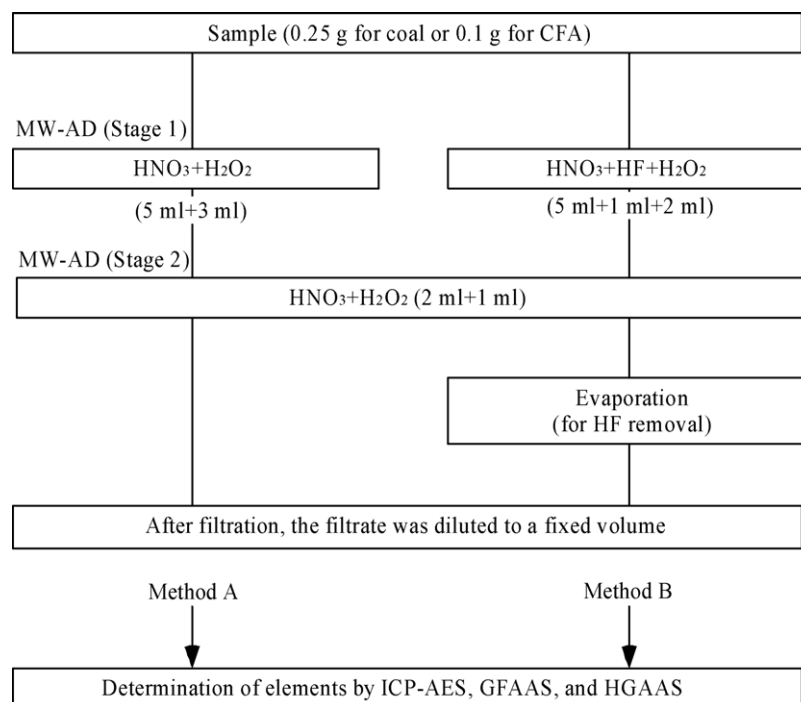 Sample (0.25 g for coal or 0.1 g for CFA)
MW-AD (Stage 1)
HNO₃+H₂O₂
HNO₃+HF+H₂O₂
(5 ml+3 ml)
(5 ml+1 ml+2 ml)
MW-AD (Stage 2)
HNO₃+H₂O₂ (2 ml+1 ml)
Evaporation
(for HF removal)
After filtration, the filtrate was diluted to a fixed volume
Method A
Method B
Determination of elements by ICP-AES, GFAAS, and HGAAS